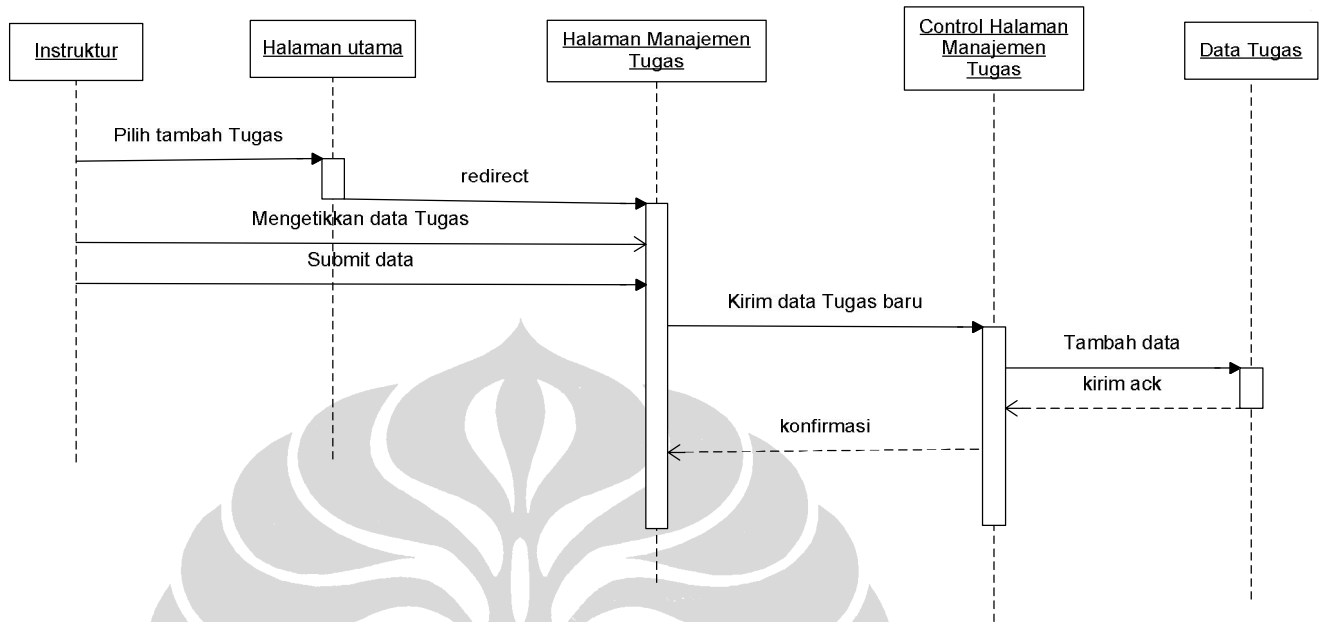 Instruktur
Halaman utama
Halaman Manajemen
Tugas
Control Halaman
Manajemen
Tugas
Data Tugas
Pilih tambah Tugas
redirect
Mengetikkan data Tugas
Submit data
Kirim data Tugas baru
Tambah data
kirim ack
konfirmasi